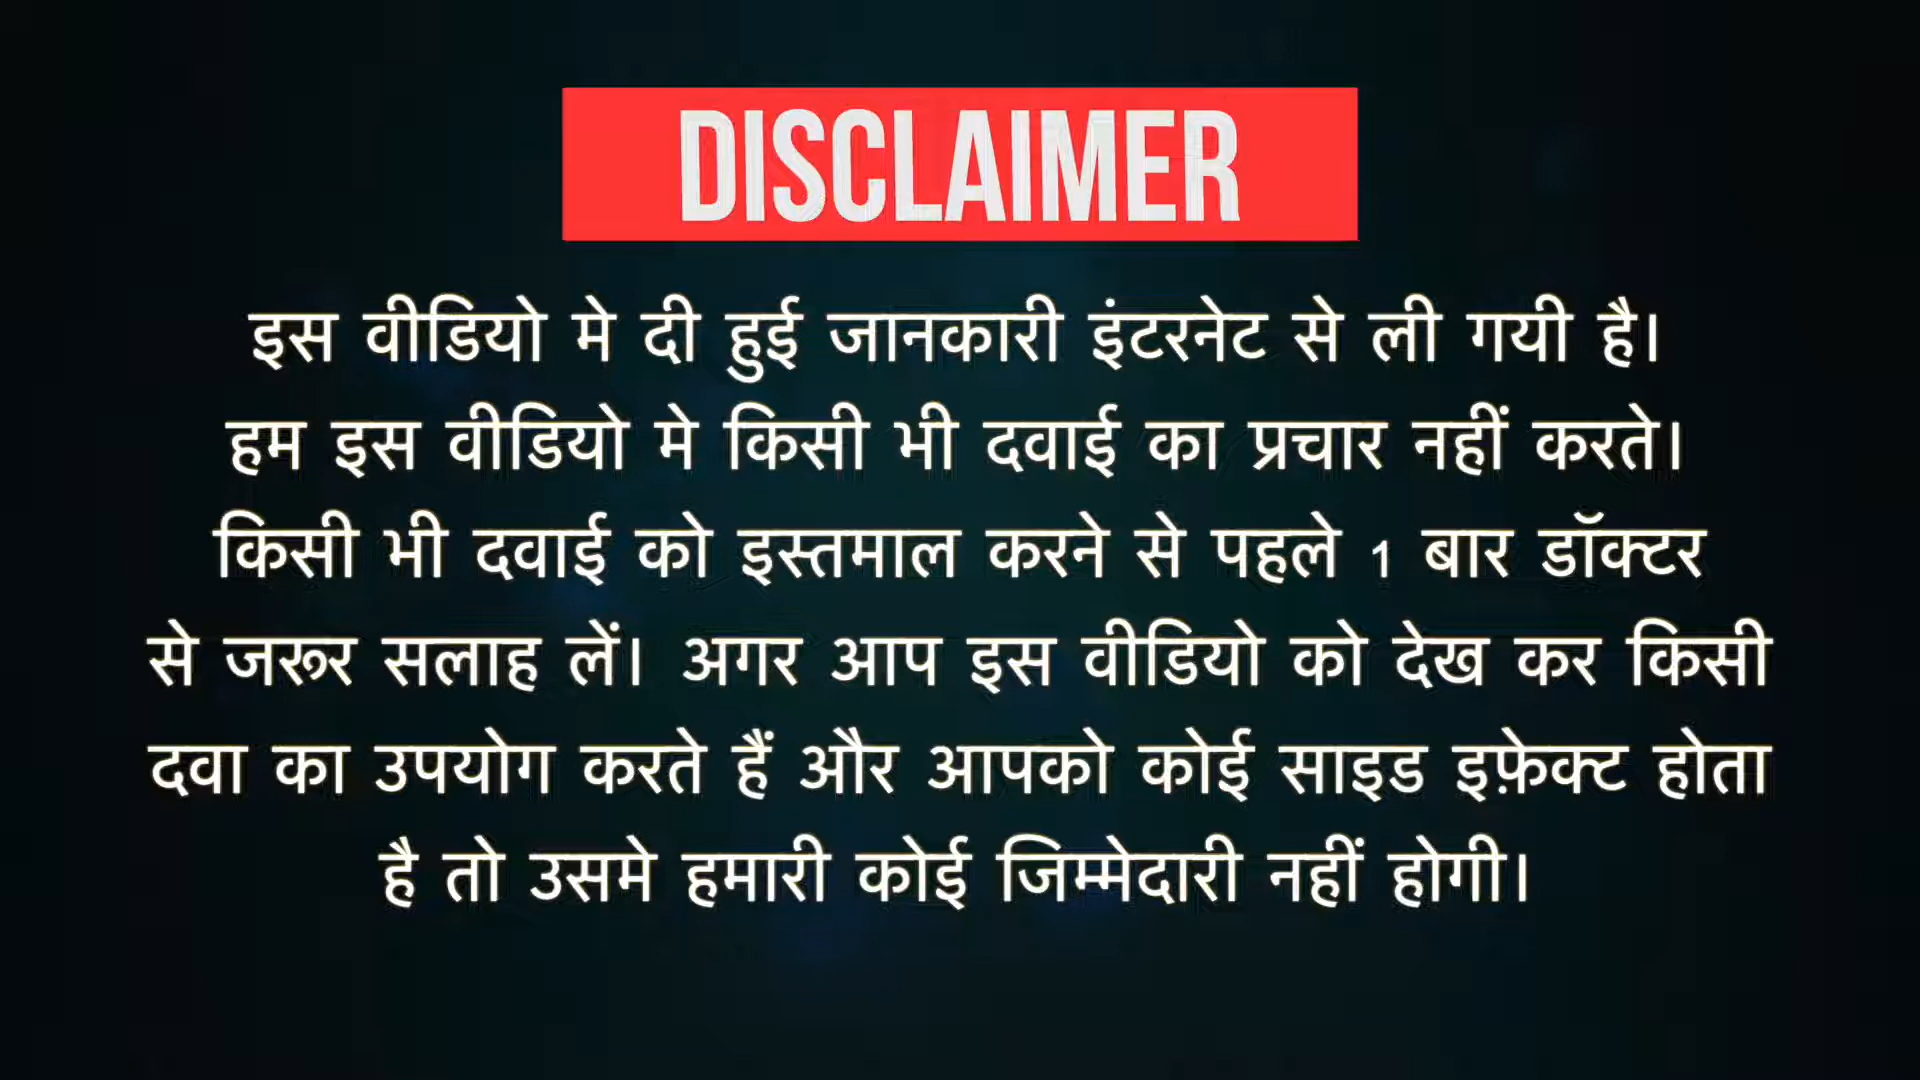 DISCLAIMER
इस वीडियो मे दी हुई जानकारी इंटरनेट से ली गयी है।
हम इस वीडियो मे किसी भी दवाई का प्रचार नहीं करते।
किसी भी दवाई को इस्तमाल करने से पहले 1 बार डॉक्टर
से जरूर सलाह लें। अगर आप इस वीडियो को देख कर किसी
दवा का उपयोग करते हैं और आपको कोई साइड इफ़ेक्ट होता
है तो उसमे हमारी कोई जिम्मेदारी नहीं होगी।